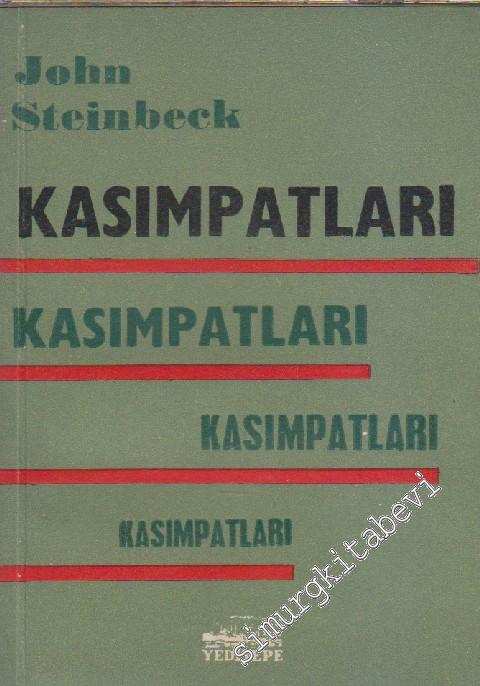 John
Steinbeck
KASIMPATLARI
KASIMPATLARI
KASIMPATLARI
KASIMPATLARI
YEDİTEPE
simurgkitabevi